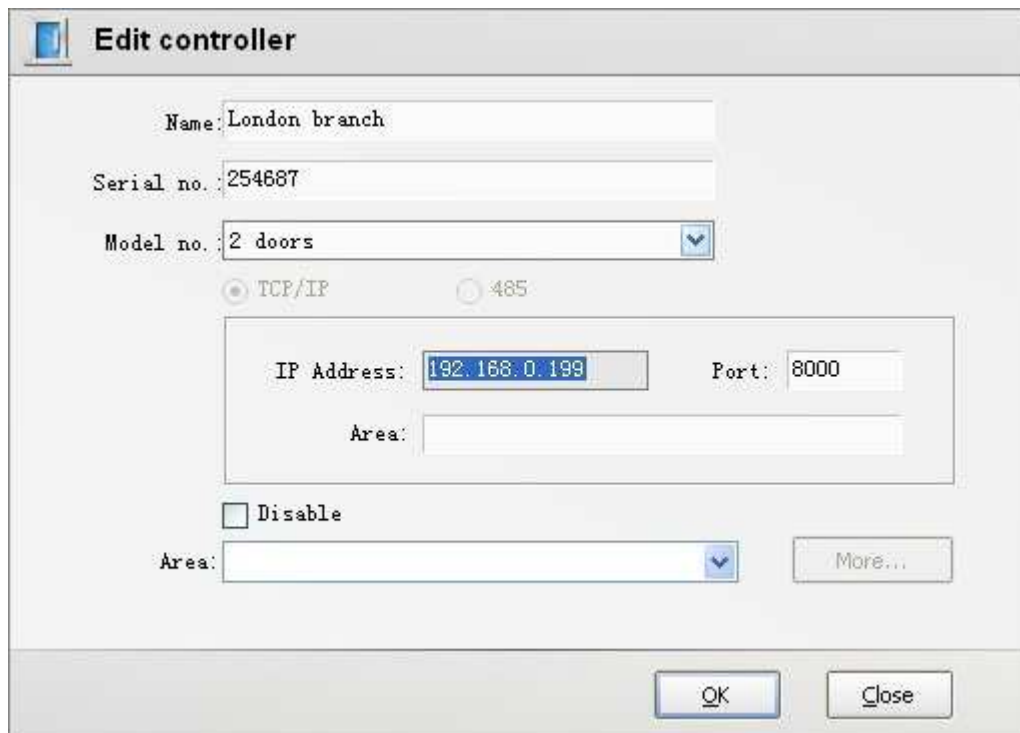 Edit controller
Name: London branch
Serial no.: 254687
Model no.: 2 doors
TCP/IP 485
IP Address: 192.168.0.199 Port: 8000
Area:
Disable
Area: More...
OK Close